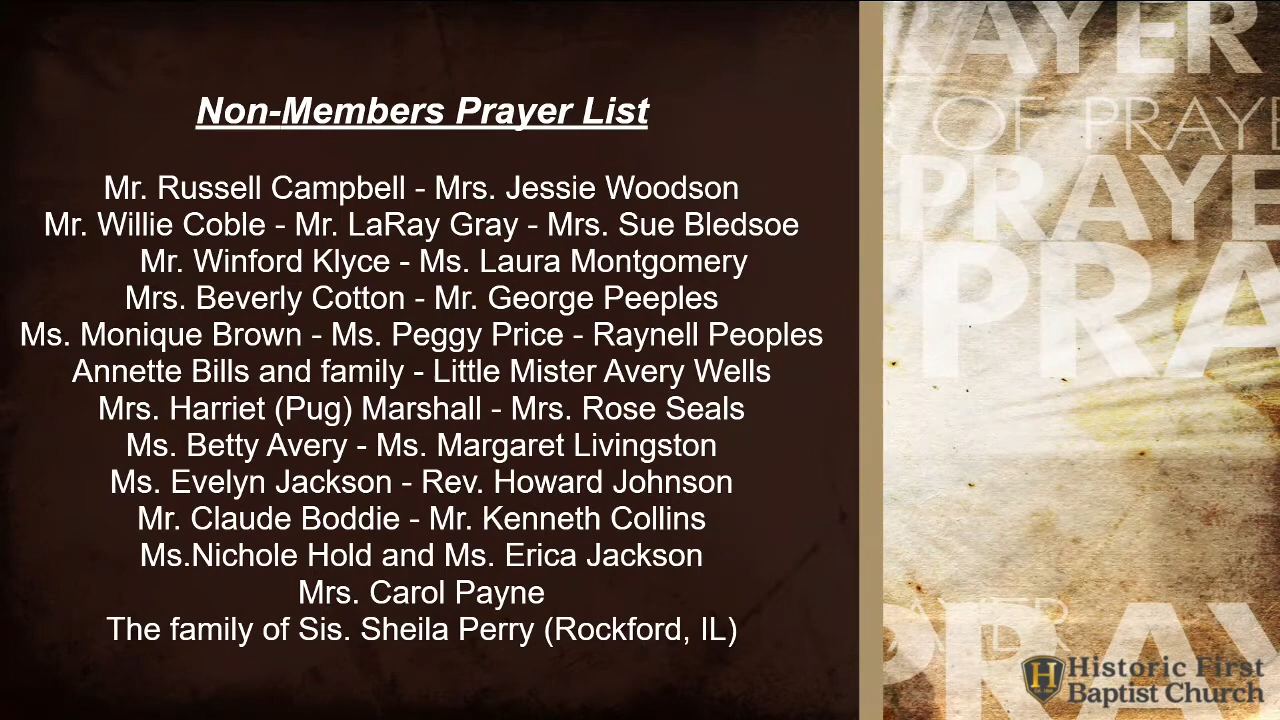 Non-Members Prayer List
Mr. Russell Campbell - Mrs. Jessie Woodson
Mr. Willie Coble - Mr. LaRay Gray - Mrs. Sue Bledsoe
Mr. Winford Klyce - Ms. Laura Montgomery
Mrs. Beverly Cotton - Mr. George Peeples
Ms. Monique Brown - Ms. Peggy Price - Raynell Peoples
Annette Bills and family - Little Mister Avery Wells
Mrs. Harriet (Pug) Marshall - Mrs. Rose Seals
Ms. Betty Avery - Ms. Margaret Livingston
Ms. Evelyn Jackson - Rev. Howard Johnson
Mr. Claude Boddie - Mr. Kenneth Collins
Ms.Nichole Hold and Ms. Erica Jackson
Mrs. Carol Payne
The family of Sis. Sheila Perry (Rockford, IL)
RAYER
OF PRAYE
PRAYE
PRA
PRAY
H Historic First
Baptist Church